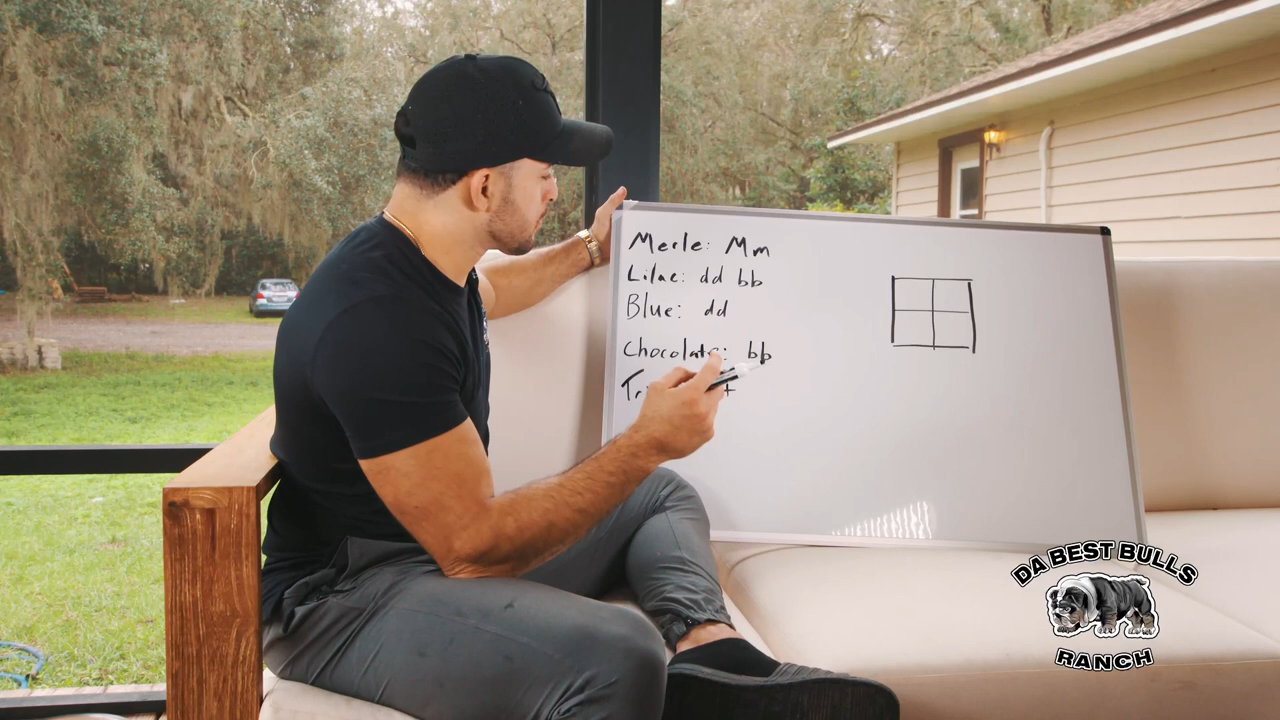 Merle: Mm
Lilac: dd bb
Blue: dd
Chocolate: bb
DA BEST BULLS
RANCH